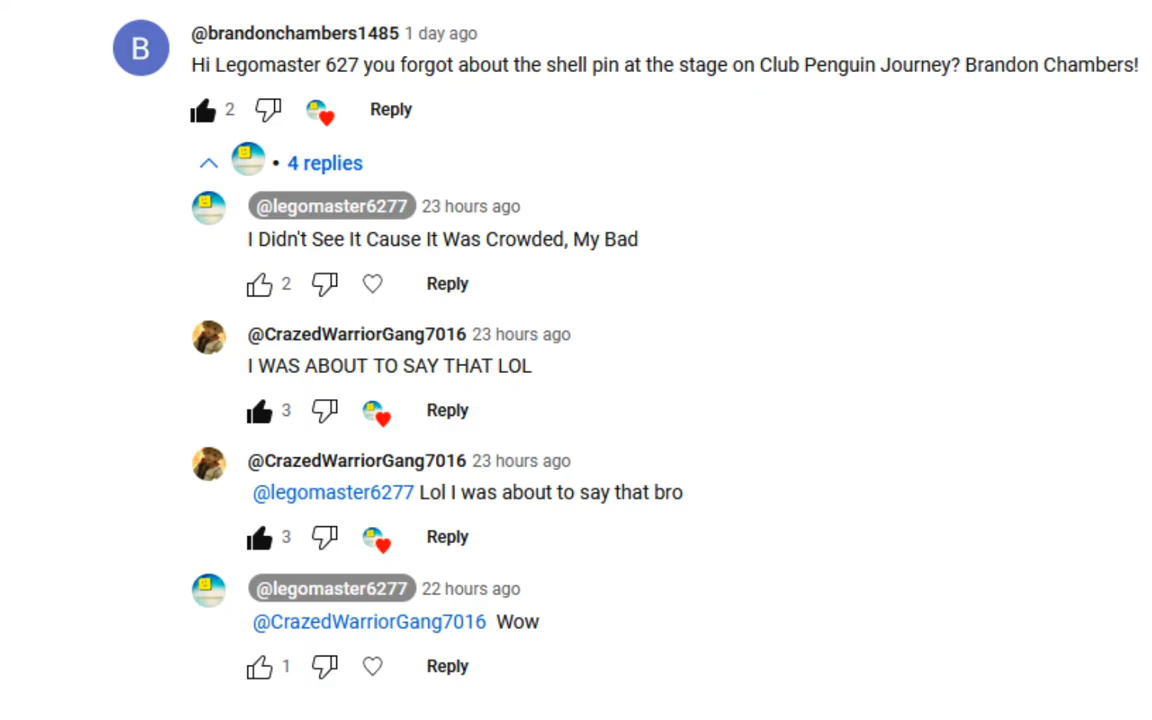 B
@brandonchambers1485 1 day ago
Hi Legomaster 627 you forgot about the shell pin at the stage on Club Penguin Journey? Brandon Chambers!
2 Reply
• 4 replies
@legomaster6277 23 hours ago
I Didn't See It Cause It Was Crowded, My Bad
2 Reply
@CrazedWarriorGang7016 23 hours ago
I WAS ABOUT TO SAY THAT LOL
3 Reply
@CrazedWarriorGang7016 23 hours ago
@legomaster6277 Lol I was about to say that bro
3 Reply
@legomaster6277 22 hours ago
@CrazedWarriorGang7016 Wow
1 Reply